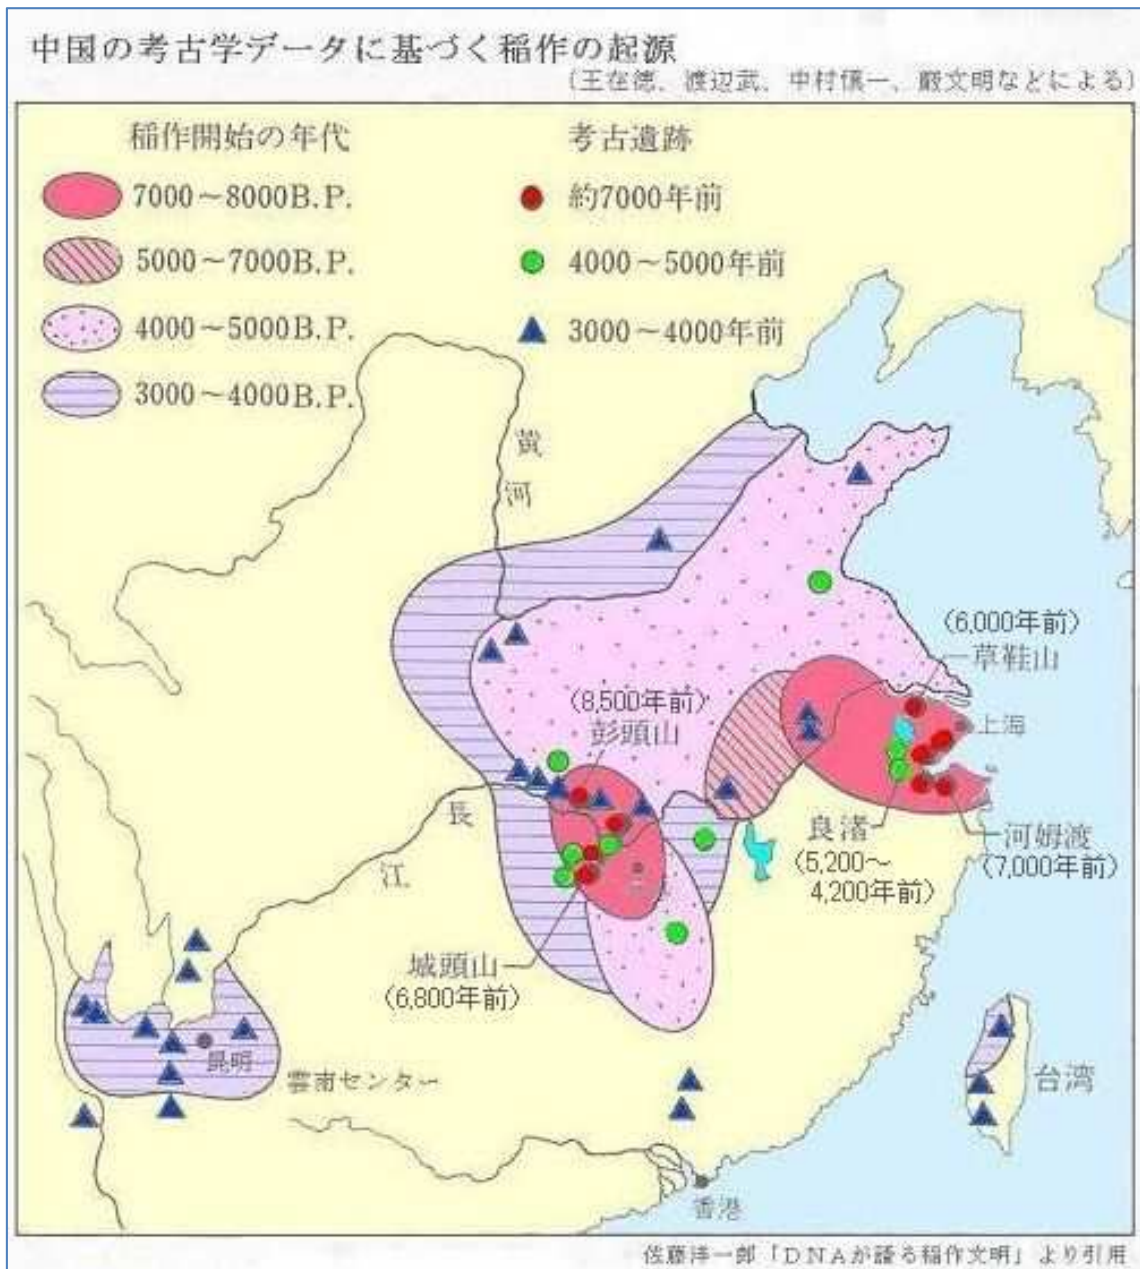 中国の考古学データに基づく稲作の起源
(王在徳、渡辺武、中村慎一、厳文明などによる)
稲作開始の年代
7000～8000B.P.
5000～7000B.P.
4000～5000B.P.
3000～4000B.P.
考古遺跡
約7000年前
4000～5000年前
3000～4000年前
黄
河
(6,000年前)
草鞋山
(8,500年前)
彭頭山
上海
長
江
良渚
(5,200～
4,200年前)
河姆渡
(7,000年前)
城頭山
(6,800年前)
昆明
雲南センター
台湾
香港
佐藤洋一郎「DNAが語る稲作文明」より引用